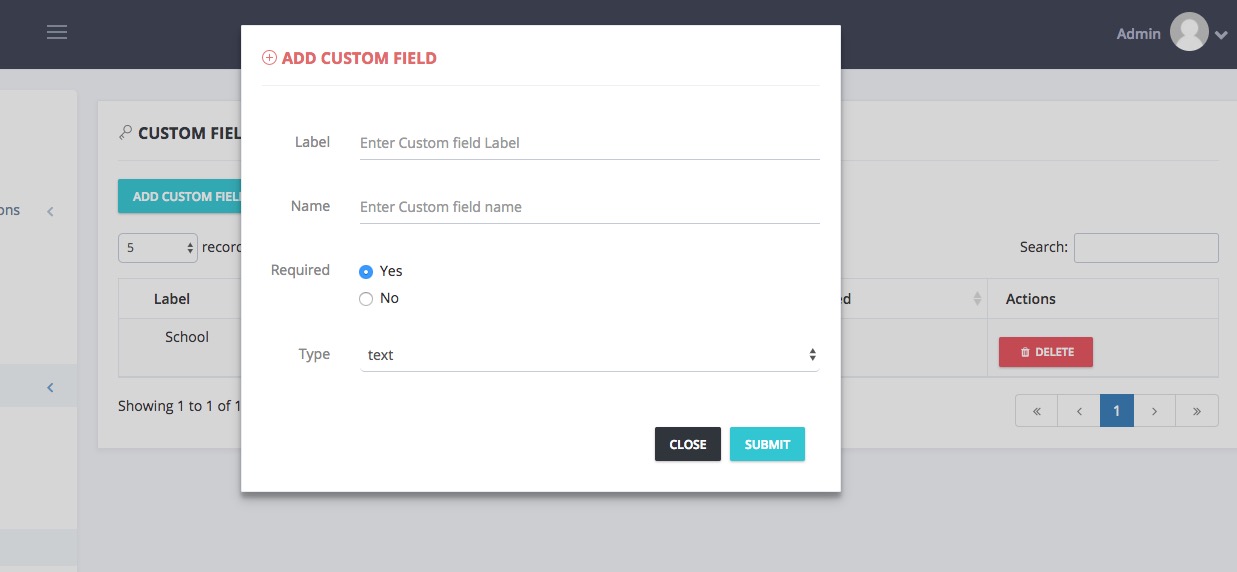 Admin
ADD CUSTOM FIELD
Label Enter Custom field Label
Name Enter Custom field name
Required Yes
No
Type text
CLOSE SUBMIT
ons
CUSTOM FIEL
ADD CUSTOM FIEL
5 record
Search:
Label ed Actions
School DELETE
Showing 1 to 1 of 1
« ‹ 1 › »